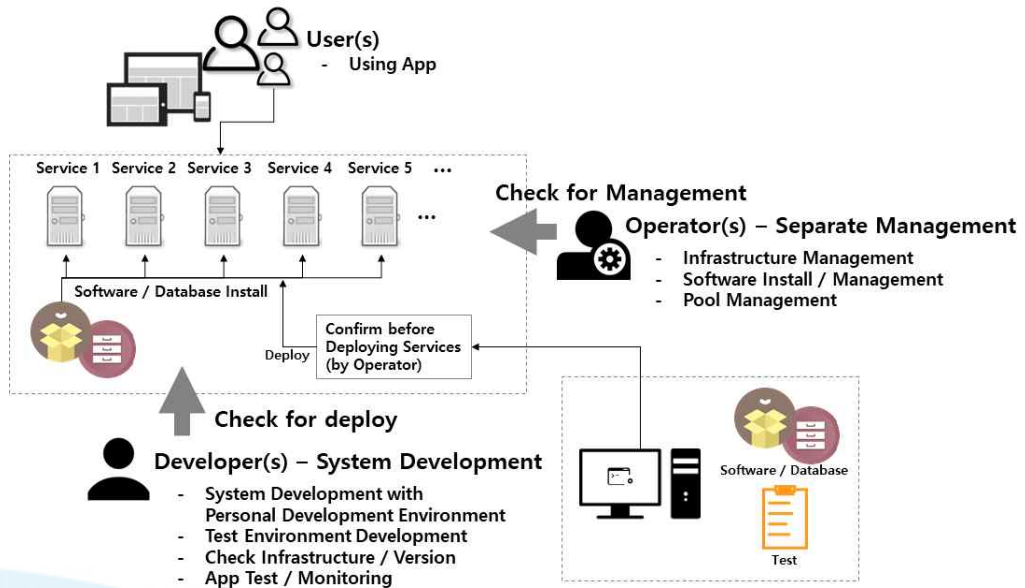 User(s)
- Using App
Service 1 Service 2 Service 3 Service 4 Service 5 ...
...
Check for Management
Operator(s) – Separate Management
- Infrastructure Management
- Software Install / Management
- Pool Management
Software / Database Install
Deploy
Confirm before
Deploying Services
(by Operator)
Check for deploy
Developer(s) – System Development
- System Development with
Personal Development Environment
- Test Environment Development
- Check Infrastructure / Version
- App Test / Monitoring
Software / Database
Test